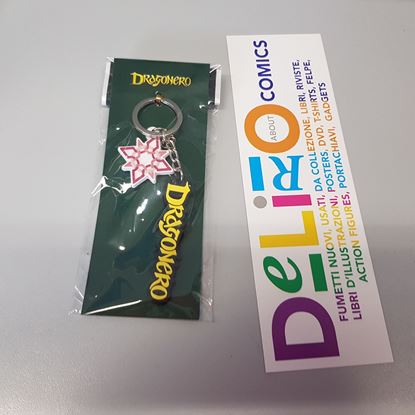 DRAGONERO
DRAGONERO
DeLiRiO
ABOUT COMICS
FUMETTI NUOVI, USATI, DA COLLEZIONE, LIBRI, RIVISTE,
LIBRI D'ILLUSTRAZIONI, POSTERS, DVD, T-SHIRTS, FELPE,
ACTION FIGURES, PORTACHIAVI, GADGETS